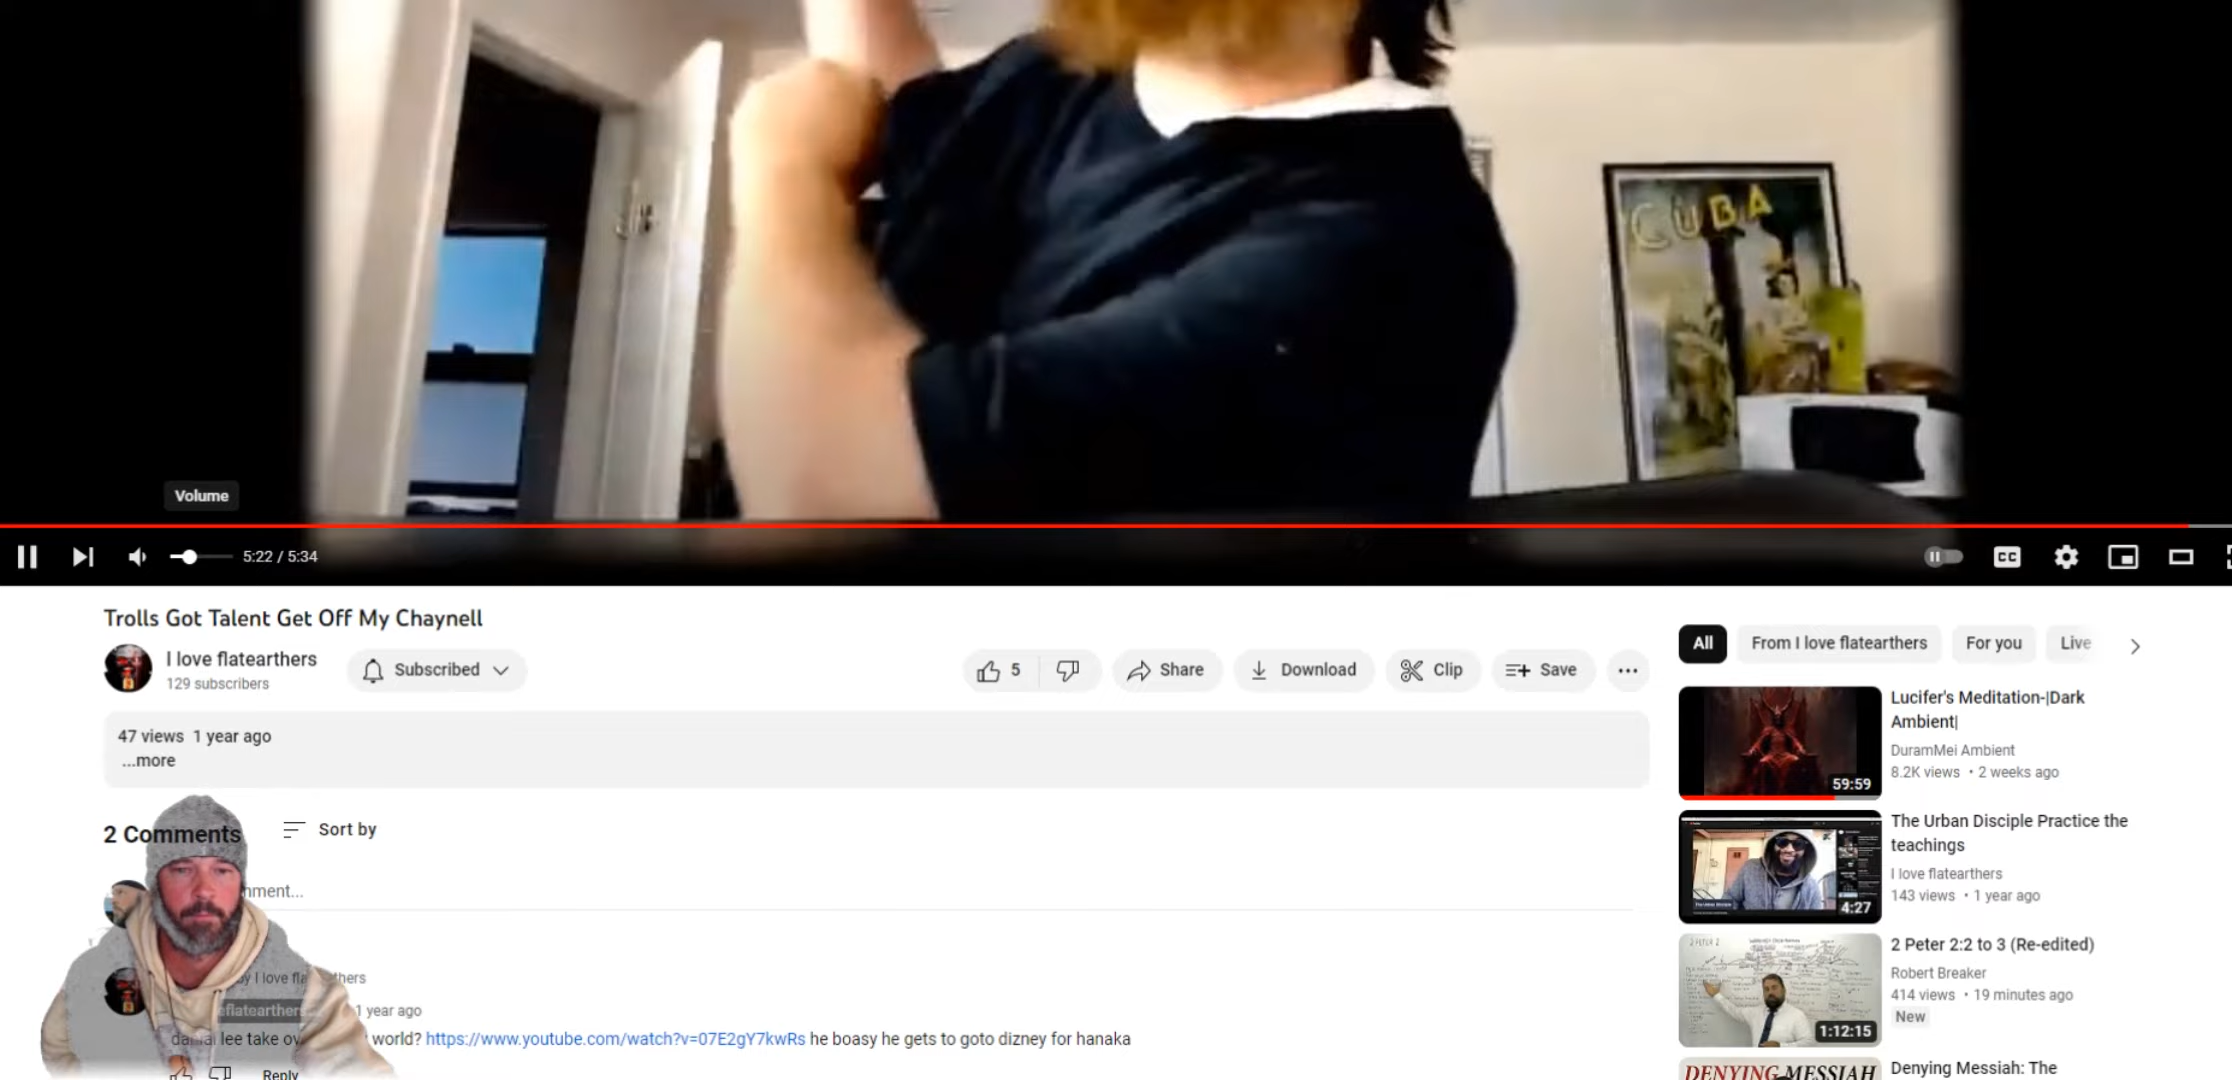 CUBA
Volume
5:22 / 5:34
CC
Trolls Got Talent Get Off My Chaynell
I love flatearthers
129 subscribers
Subscribed
5
Share
Download
Clip
Save
47 views 1 year ago
...more
2 Comments
Sort by
1 year ago
lee take
world? https://www.youtube.com/watch?v=07E2gY7kwRs he boasy he gets to goto dizney for hanaka
Reply
All
From I love flatearthers
For you
Live
Lucifer's Meditation-|Dark
Ambient|
DuramMei Ambient
8.2K views • 2 weeks ago
59:59
The Urban Disciple Practice the
teachings
I love flatearthers
143 views • 1 year ago
4:27
2 Peter 2:2 to 3 (Re-edited)
Robert Breaker
414 views • 19 minutes ago
New
1:12:15
DENYING MESSIAH
Denying Messiah: The